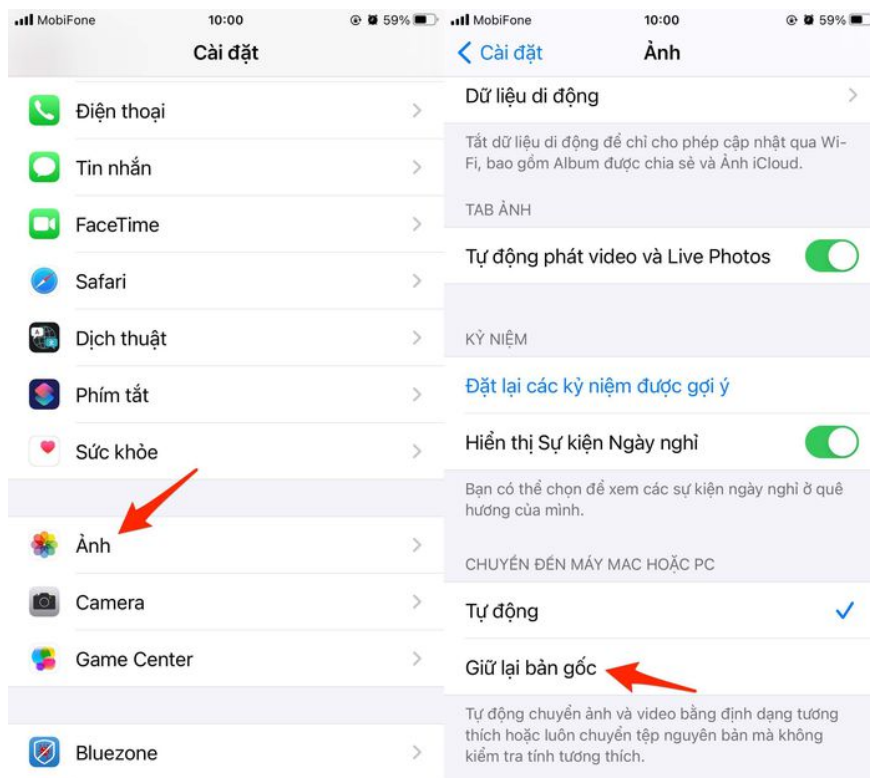 MobiFone 10:00 59%
Cài đặt
Điện thoại
Tin nhắn
FaceTime
Safari
Dịch thuật
Phím tắt
Sức khỏe
Ảnh
Camera
Game Center
Bluezone
MobiFone 10:00 59%
Cài đặt Ảnh
Dữ liệu di động
Tắt dữ liệu di động để chỉ cho phép cập nhật qua Wi-
Fi, bao gồm Album được chia sẻ và Ảnh iCloud.
TAB ẢNH
Tự động phát video và Live Photos
KỶ NIỆM
Đặt lại các kỷ niệm được gợi ý
Hiển thị Sự kiện Ngày nghỉ
Bạn có thể chọn để xem các sự kiện ngày nghỉ ở quê
hương của mình.
CHUYỂN ĐẾN MÁY MAC HOẶC PC
Tự động
Giữ lại bản gốc
Tự động chuyển ảnh và video bằng định dạng tương
thích hoặc luôn chuyển tệp nguyên bản mà không
kiểm tra tính tương thích.